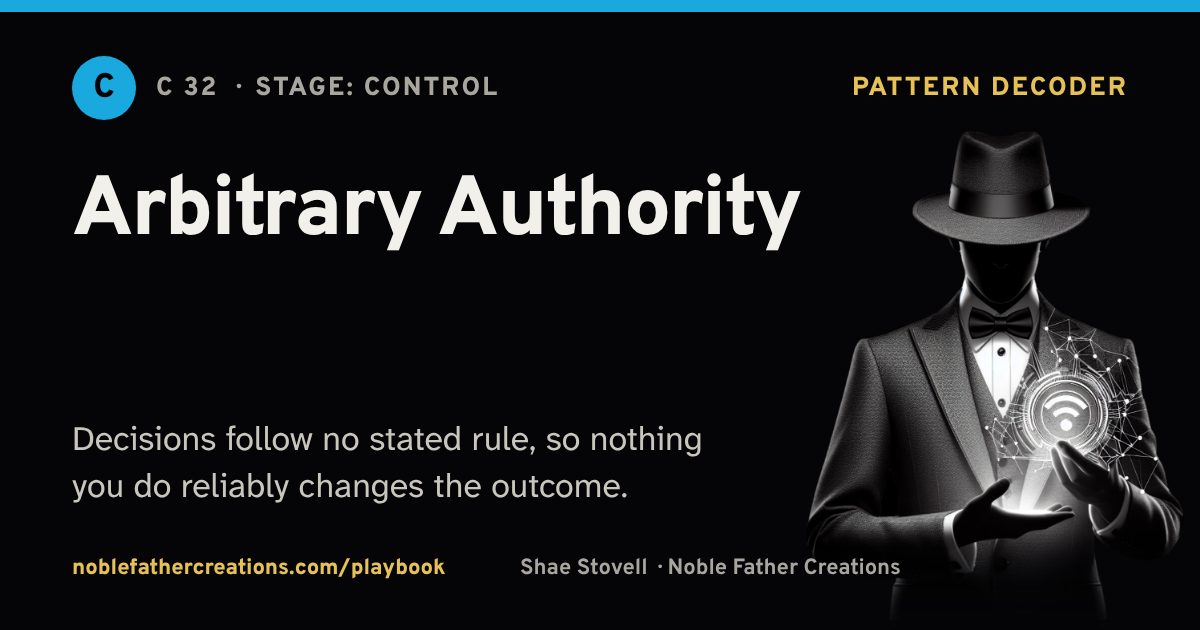 C
C 32 · STAGE: CONTROL
PATTERN DECODER
Arbitrary Authority
Decisions follow no stated rule, so nothing
you do reliably changes the outcome.
noblefathercreations.com/playbook
Shae Stovell · Noble Father Creations